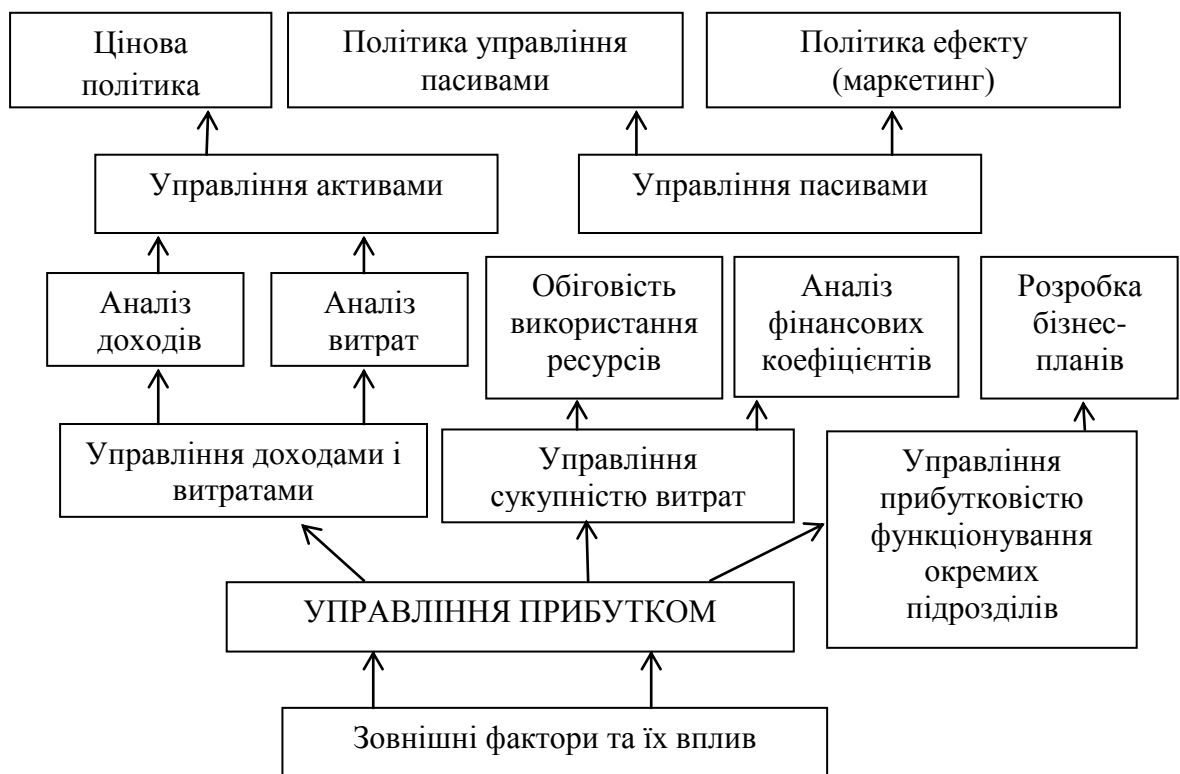 Цінова
політика
Політика управління
пасивами
Політика ефекту
(маркетинг)
Управління активами
Управління пасивами
Аналіз
доходів
Аналіз
витрат
Обіговість
використання
ресурсів
Аналіз
фінансових
коефіцієнтів
Розробка
бізнес-
планів
Управління доходами і
витратами
Управління
сукупністю витрат
Управління
прибутковістю
функціонування
окремих
підрозділів
УПРАВЛІННЯ ПРИБУТКОМ
Зовнішні фактори та їх вплив